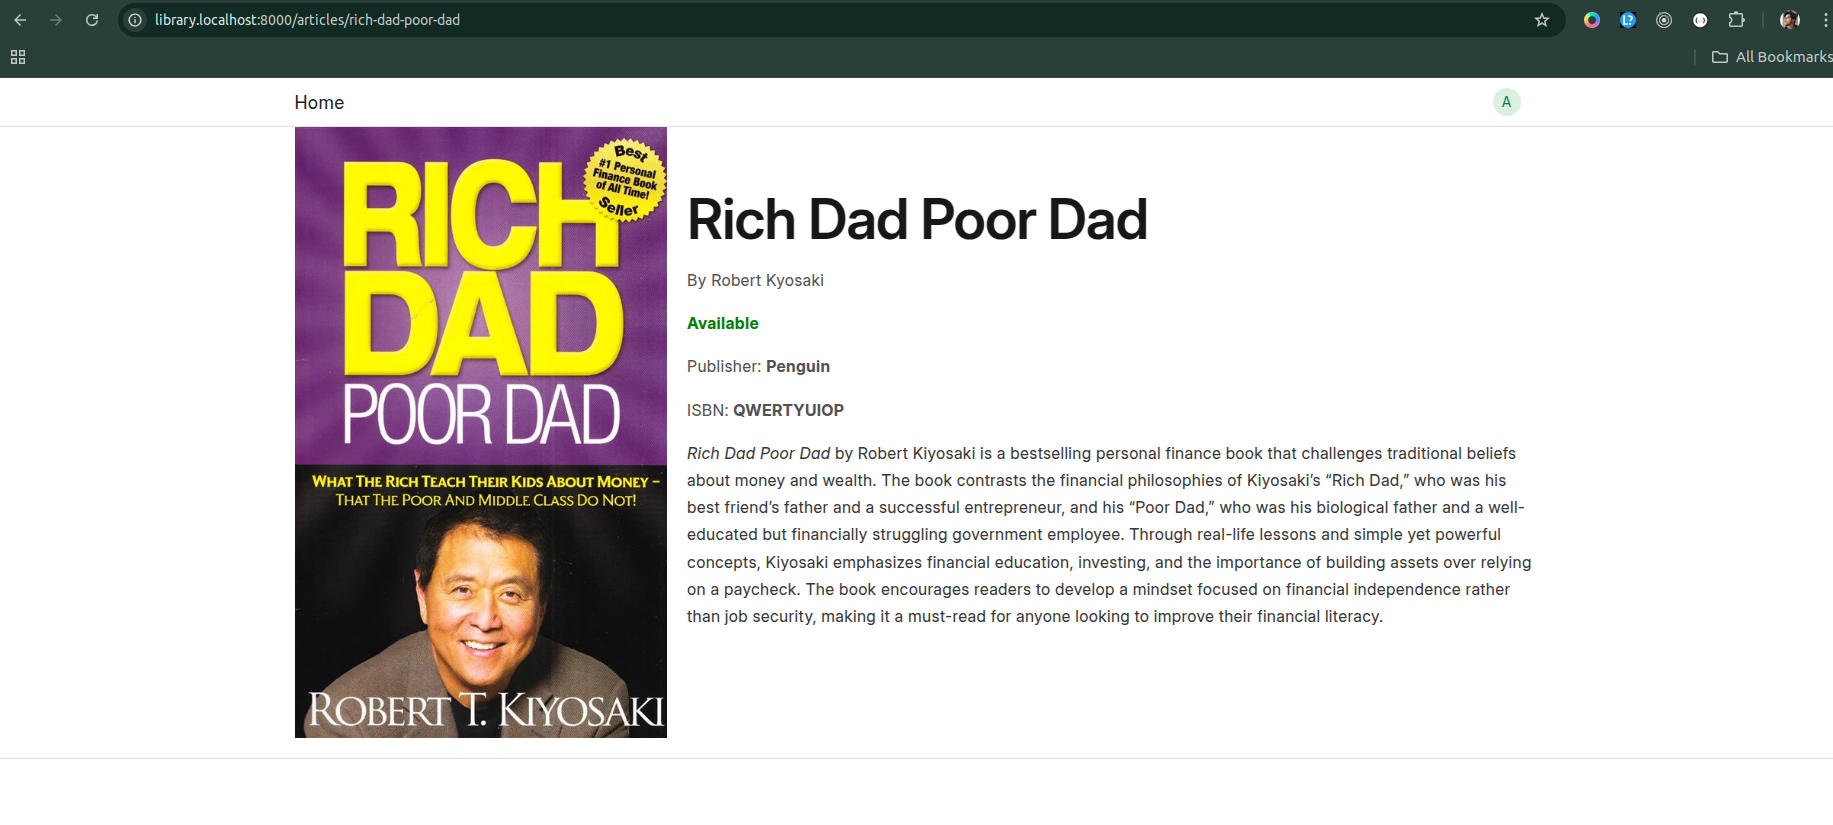 library.localhost:8000/articles/rich-dad-poor-dad
L?
All Bookmarks
Home
A
RICH
DAD
POOR DAD
Best
#1 Personal
Finance Book
of All Time!
Seller
WHAT THE RICH TEACH THEIR KIDS ABOUT MONEY –
THAT THE POOR AND MIDDLE CLASS DO NOT!
ROBERT T. KIYOSAKI
Rich Dad Poor Dad
By Robert Kyosaki
Available
Publisher: Penguin
ISBN: QWERTYUIOP
Rich Dad Poor Dad by Robert Kiyosaki is a bestselling personal finance book that challenges traditional beliefs
about money and wealth. The book contrasts the financial philosophies of Kiyosaki’s “Rich Dad,” who was his
best friend’s father and a successful entrepreneur, and his “Poor Dad,” who was his biological father and a well-
educated but financially struggling government employee. Through real-life lessons and simple yet powerful
concepts, Kiyosaki emphasizes financial education, investing, and the importance of building assets over relying
on a paycheck. The book encourages readers to develop a mindset focused on financial independence rather
than job security, making it a must-read for anyone looking to improve their financial literacy.